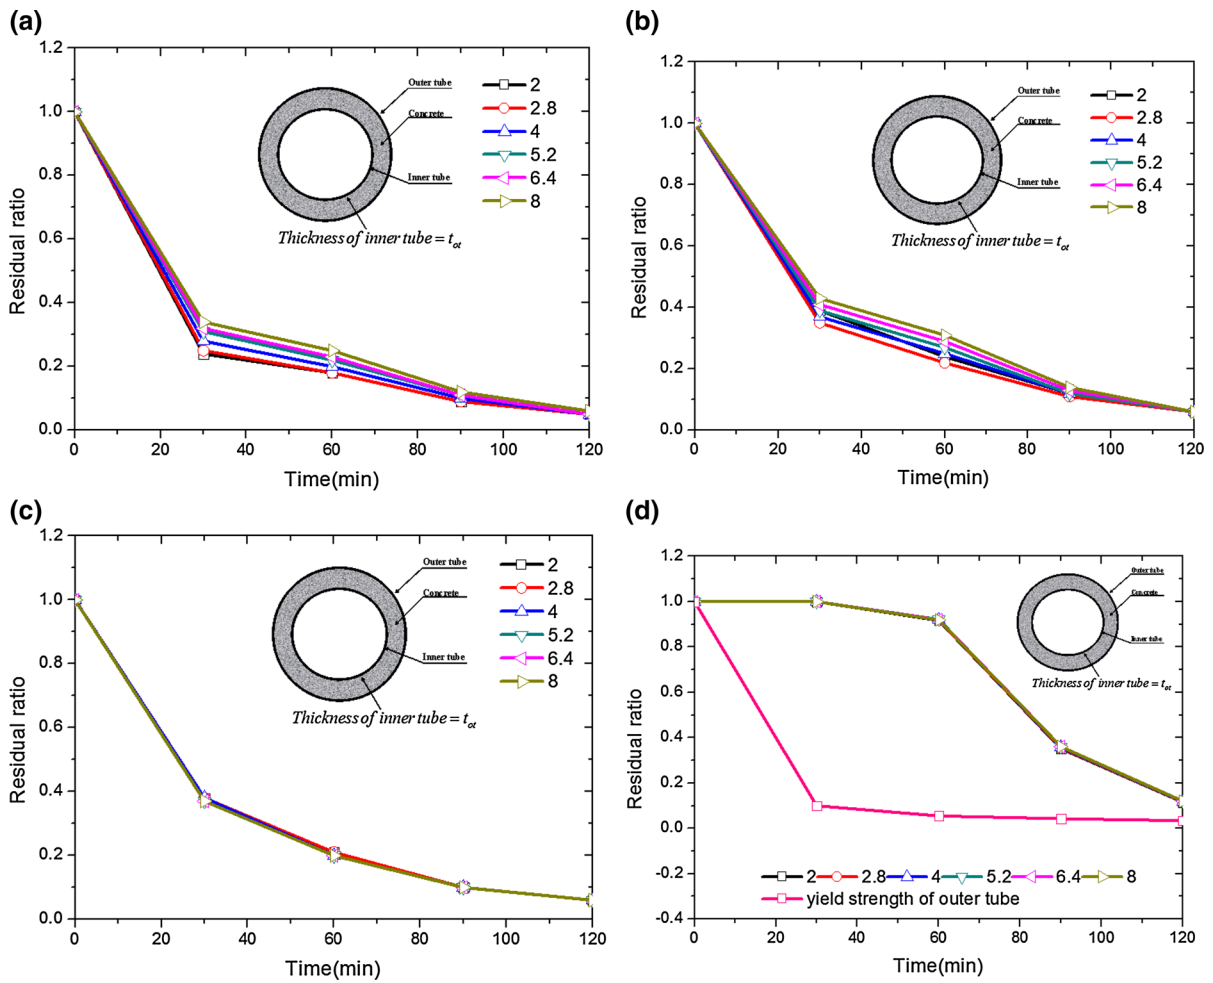 (a)
1.2
1.0
0.8
0.6
0.4
0.2
0.0
Residual ratio
0 20 40 60 80 100 120
Time(min)
Outer tube
Concrete
Inner tube
Thickness of inner tube = tot
2
2.8
4
5.2
6.4
8
(b)
1.2
1.0
0.8
0.6
0.4
0.2
0.0
Residual ratio
0 20 40 60 80 100 120
Time(min)
Outer tube
Concrete
Inner tube
Thickness of inner tube = tot
2
2.8
4
5.2
6.4
8
(c)
1.2
1.0
0.8
0.6
0.4
0.2
0.0
Residual ratio
0 20 40 60 80 100 120
Time(min)
Outer tube
Concrete
Inner tube
Thickness of inner tube = tot
2
2.8
4
5.2
6.4
8
(d)
1.2
1.0
0.8
0.6
0.4
0.2
0.0
-0.2
-0.4
Residual ratio
0 20 40 60 80 100 120
Time(min)
Outer tube
Concrete
Inner tube
Thickness of inner tube = tot
2 2.8 4 5.2 6.4 8
yield strength of outer tube